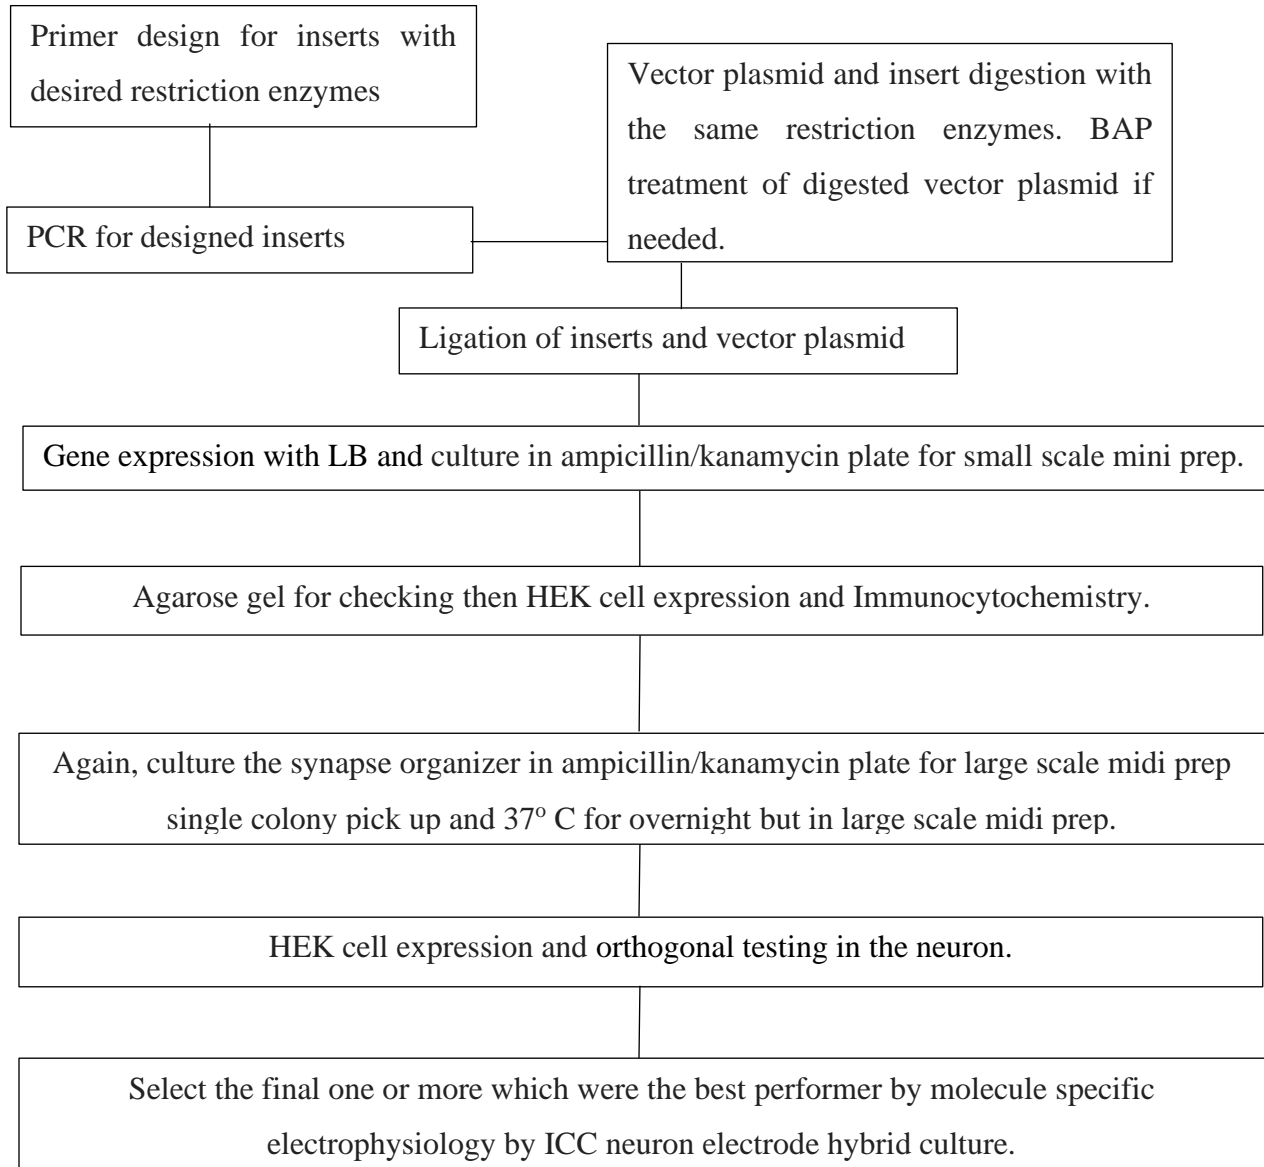 Primer design for inserts with
desired restriction enzymes
PCR for designed inserts
Vector plasmid and insert digestion with
the same restriction enzymes. BAP
treatment of digested vector plasmid if
needed.
Ligation of inserts and vector plasmid
Gene expression with LB and culture in ampicillin/kanamycin plate for small scale mini prep.
Agarose gel for checking then HEK cell expression and Immunocytochemistry.
Again, culture the synapse organizer in ampicillin/kanamycin plate for large scale midi prep
single colony pick up and 37° C for overnight but in large scale midi prep.
HEK cell expression and orthogonal testing in the neuron.
Select the final one or more which were the best performer by molecule specific
electrophysiology by ICC neuron electrode hybrid culture.